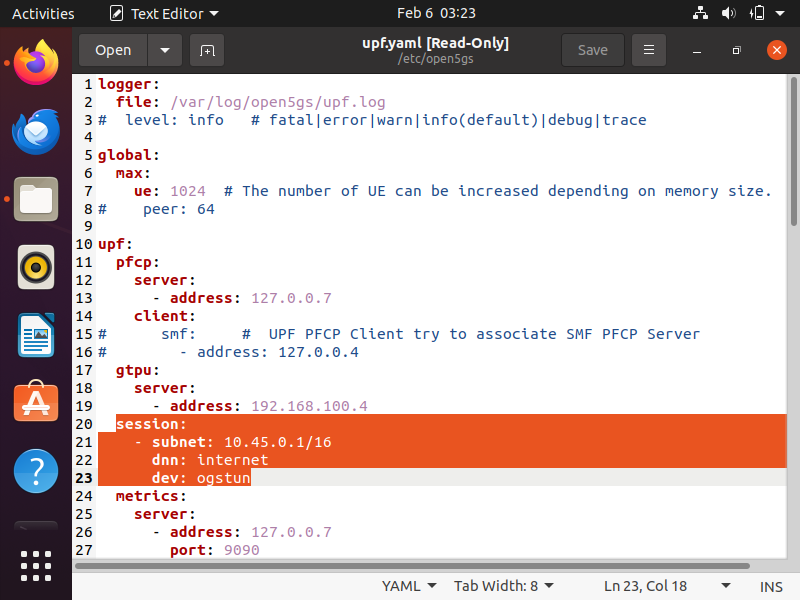 Activities
Text Editor
Feb 6 03:23
Open
upf.yaml [Read-Only]
/etc/open5gs
Save
1 logger:
2   file: /var/log/open5gs/upf.log
3 #  level: info   # fatal|error|warn|info(default)|debug|trace
4
5 global:
6   max:
7     ue: 1024  # The number of UE can be increased depending on memory size.
8 #    peer: 64
9
10 upf:
11   pfcp:
12     server:
13       - address: 127.0.0.7
14     client:
15 #      smf:     #  UPF PFCP Client try to associate SMF PFCP Server
16 #        - address: 127.0.0.4
17   gtpu:
18     server:
19       - address: 192.168.100.4
20   session:
21     - subnet: 10.45.0.1/16
22       dnn: internet
23       dev: ogstun
24   metrics:
25     server:
26       - address: 127.0.0.7
27         port: 9090
YAML
Tab Width: 8
Ln 23, Col 18
INS